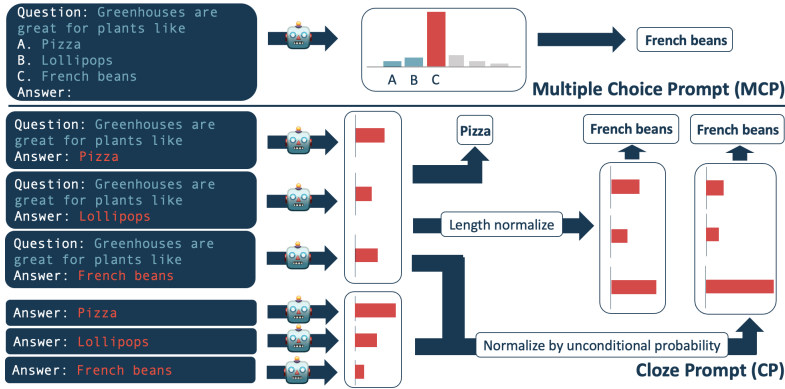 Question: Greenhouses are
great for plants like
A. Pizza
B. Lollipops
C. French beans
Answer:
A B C
French beans
Multiple Choice Prompt (MCP)
Question: Greenhouses are
great for plants like
Answer: Pizza
Question: Greenhouses are
great for plants like
Answer: Lollipops
Question: Greenhouses are
great for plants like
Answer: French beans
Answer: Pizza
Answer: Lollipops
Answer: French beans
Pizza
French beans
French beans
Length normalize
Normalize by unconditional probability
Cloze Prompt (CP)